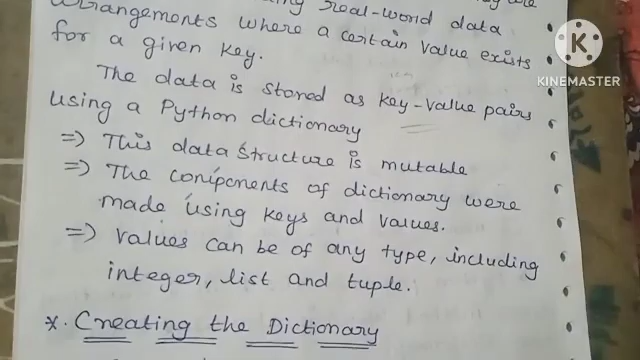 real-world data
arrangements where a certain value exists
for a given key.
The data is stored as key-value pairs
using a Python dictionary
=> This data structure is mutable
=> The components of dictionary were
made using keys and values.
=> values can be of any type, including
integer, list and tuple.
*. Creating the Dictionary
KINEMASTER